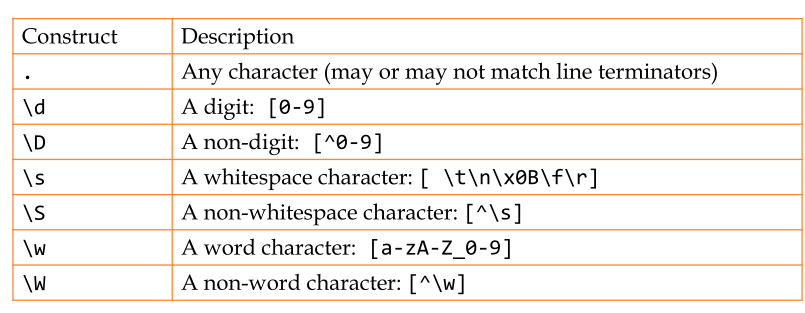 Construct Description
. Any character (may or may not match line terminators)
\d A digit: [0-9]
\D A non-digit: [^0-9]
\s A whitespace character: [ \t\n\x0B\f\r]
\S A non-whitespace character: [^\s]
\w A word character: [a-zA-Z_0-9]
\W A non-word character: [^\w]